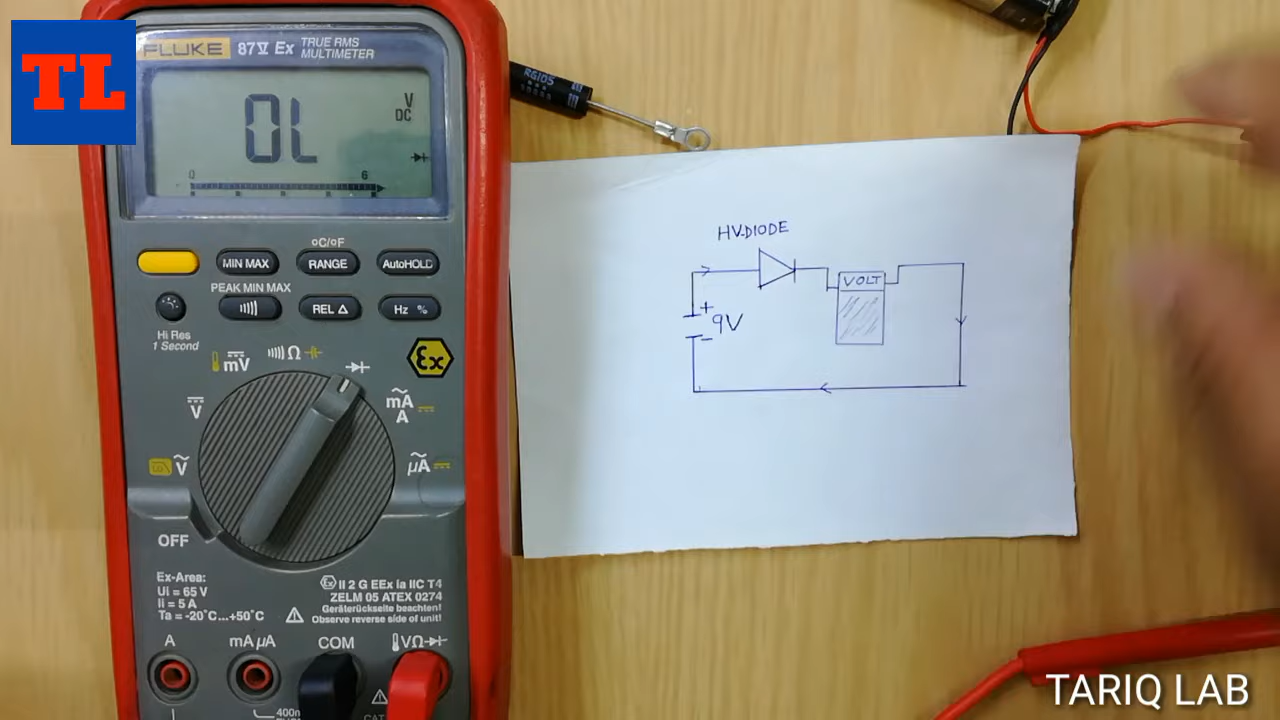 TL
FLUKE 87V Ex TRUE RMS
MULTIMETER
OL
V
DC
0 6
°C/°F
MIN MAX RANGE AutoHOLD
PEAK MIN MAX
REL Δ Hz %
Hi Res
1 Second
mV
Ω
V
mA
A
Ex
V
µA
OFF
Ex-Area:
Ui = 65 V
Ii = 5 A
Ta = -20°C...+50°C
Ex II 2 G EEx ia IIC T4
ZELM 05 ATEX 0274
Geräterückseite beachten!
Observe reverse side of unit!
A mA µA COM VΩ
CAT
RG105
HV.DIODE
VOLT
+
9V
-
TARIQ LAB